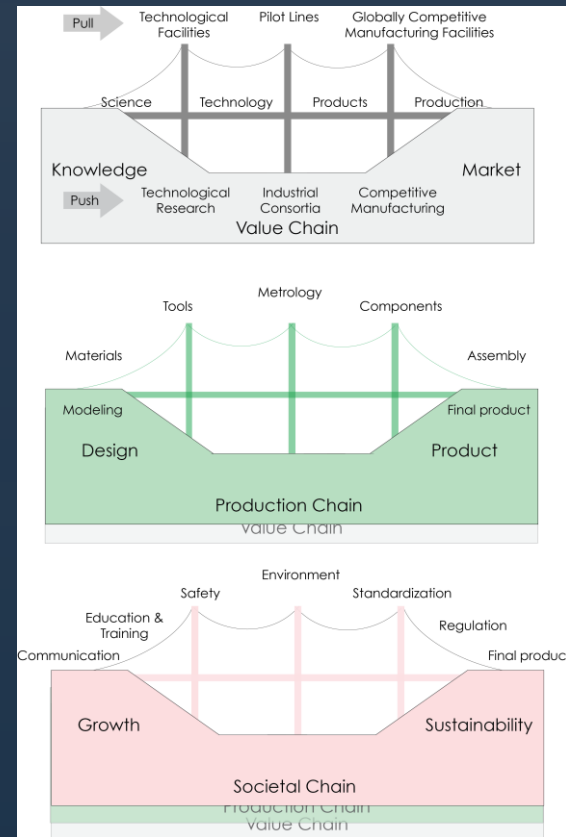 Pull
Technological
Facilities
Pilot Lines
Globally Competitive
Manufacturing Facilities
Science
Technology
Products
Production
Knowledge
Market
Push
Technological
Research
Industrial
Consortia
Competitive
Manufacturing
Value Chain
Metrology
Tools
Components
Materials
Assembly
Modeling
Final product
Design
Product
Production Chain
Value Chain
Environment
Safety
Standardization
Education &
Training
Regulation
Communication
Final produc
Growth
Sustainability
Societal Chain
Production Chain
Value Chain